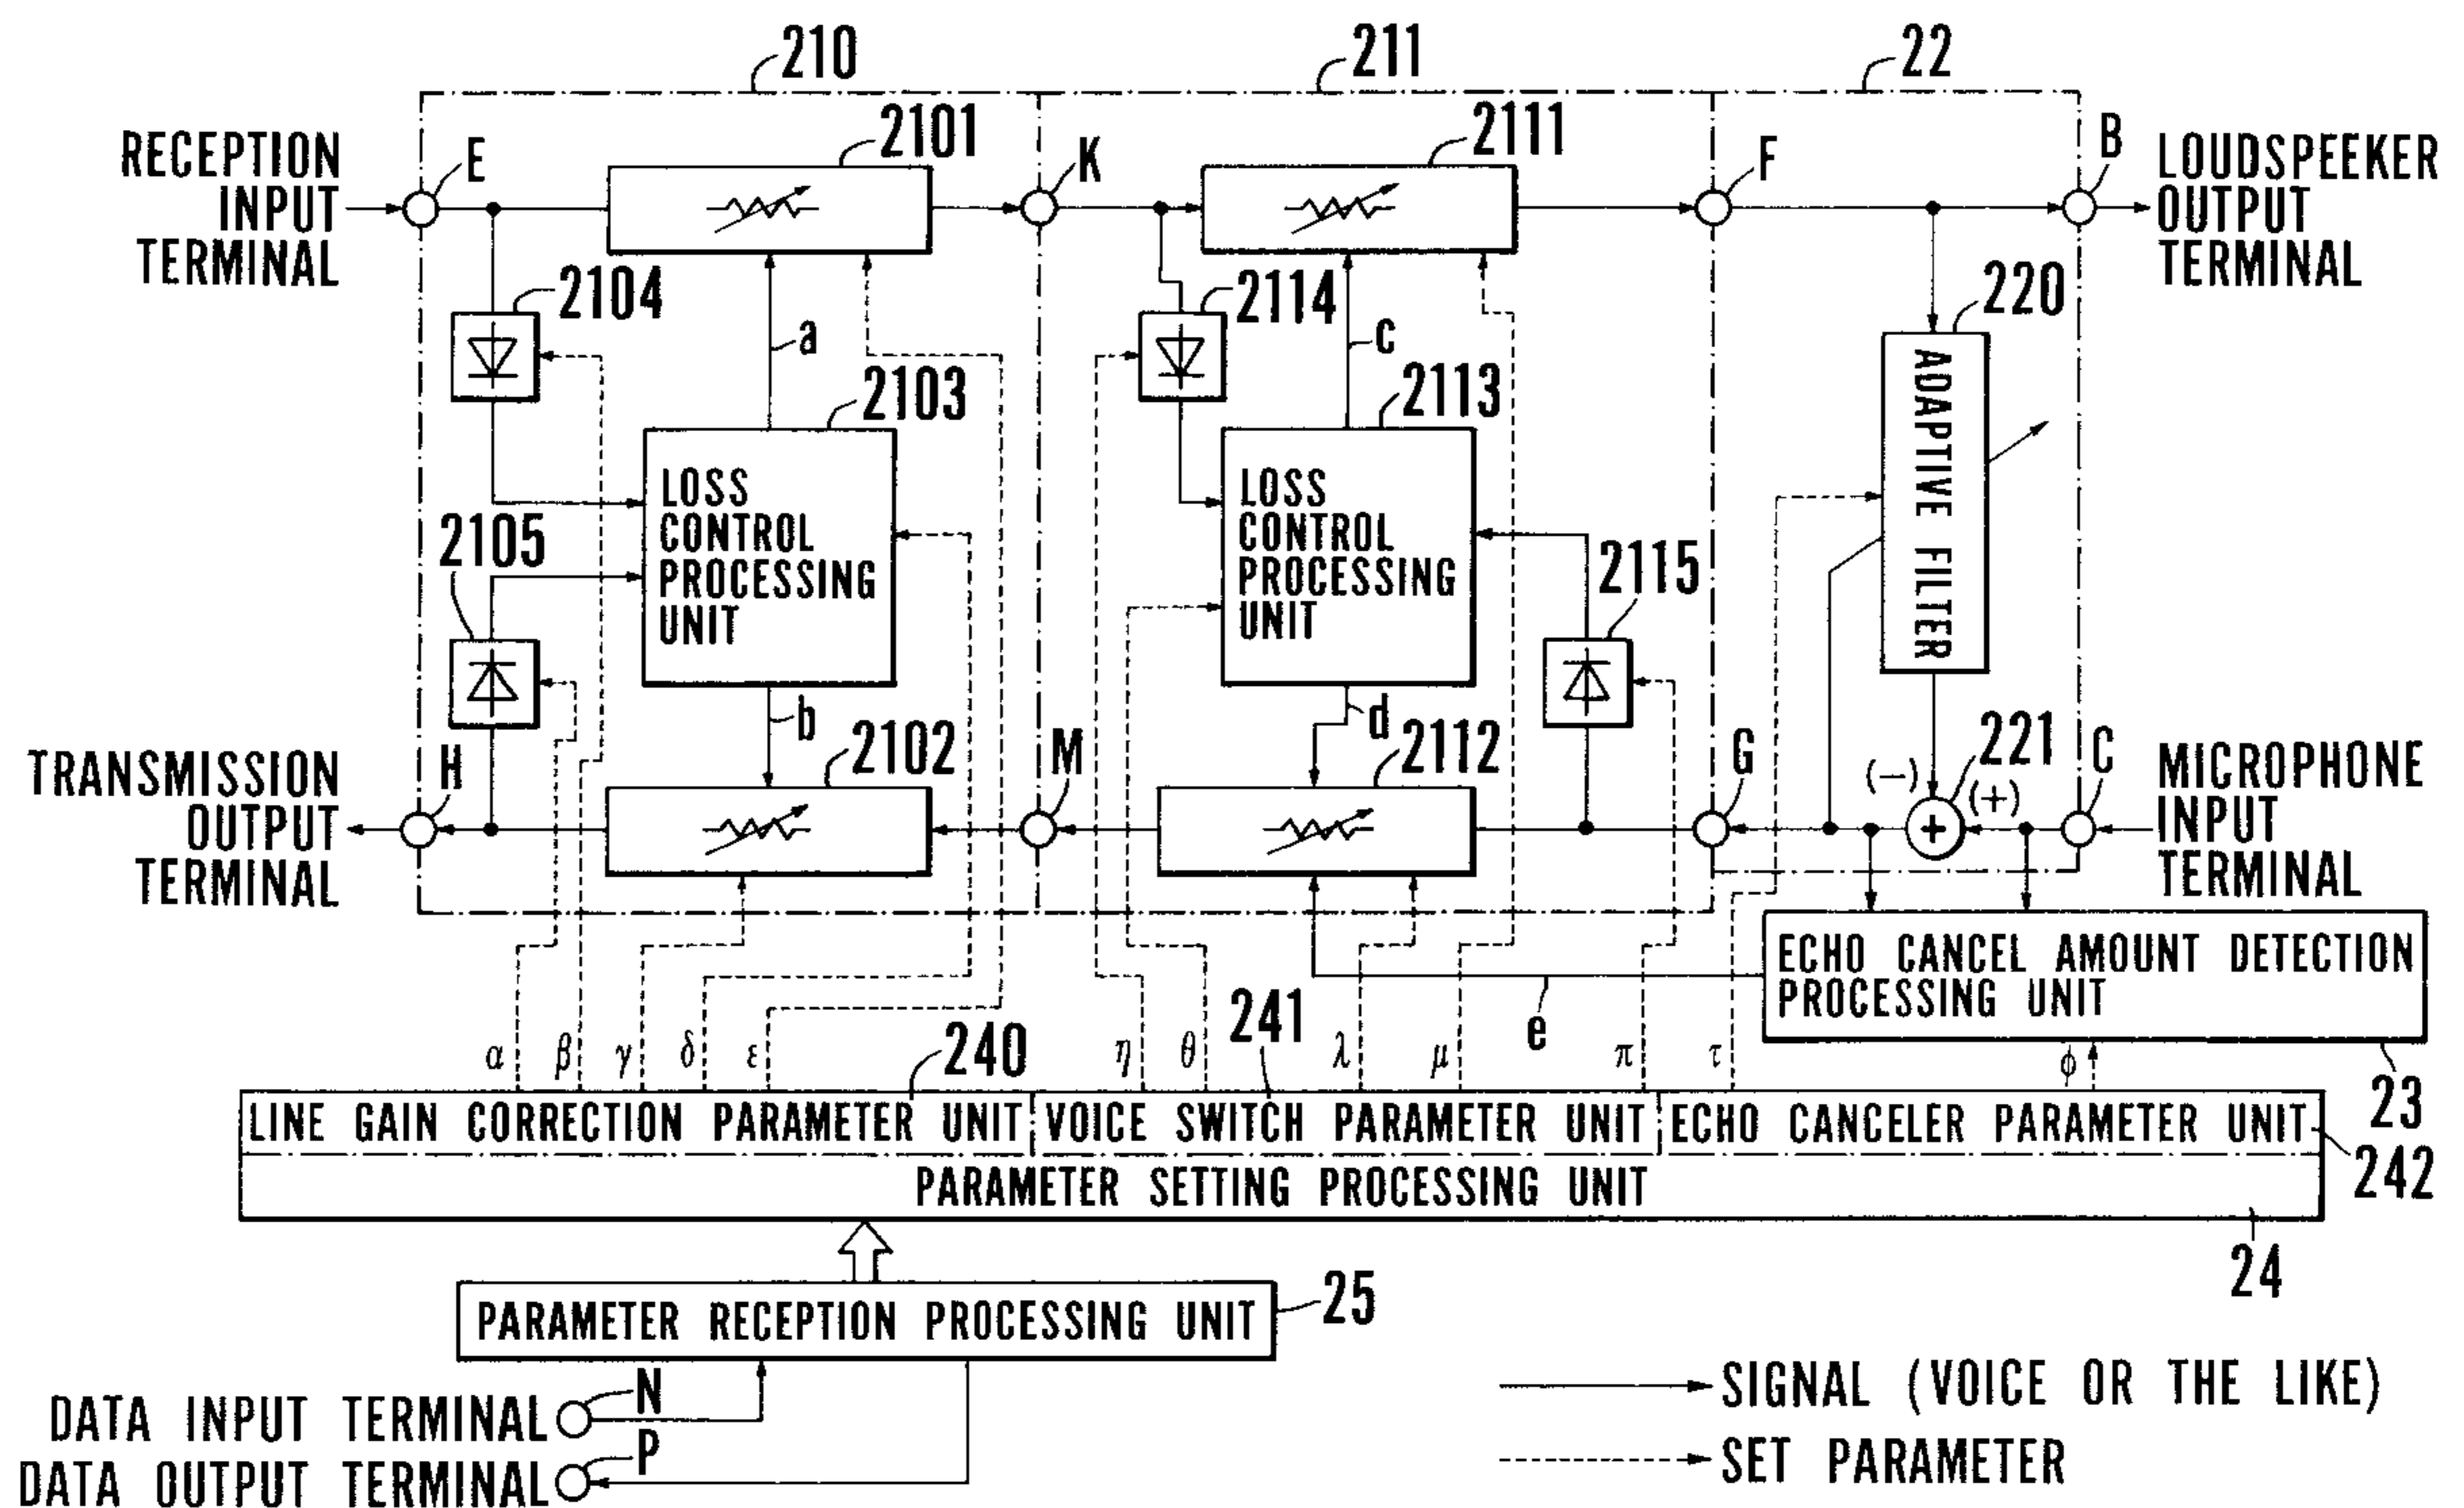 210
211
22
RECEPTION
INPUT
TERMINAL
E
2101
K
2111
F
B
LOUDSPEEKER
OUTPUT
TERMINAL
2104
a
2114
c
220
ADAPTIVE FILTER
2103
2113
LOSS
CONTROL
PROCESSING
UNIT
LOSS
CONTROL
PROCESSING
UNIT
2105
2115
b
d
TRANSMISSION
OUTPUT
TERMINAL
H
2102
M
2112
G
(−)
221
(+)
+
C
MICROPHONE
INPUT
TERMINAL
ECHO CANCEL AMOUNT DETECTION
PROCESSING UNIT
e
23
α
β
γ
δ
ε
240
η
θ
241
λ
μ
π
τ
ϕ
LINE GAIN CORRECTION PARAMETER UNIT
VOICE SWITCH PARAMETER UNIT
ECHO CANCELER PARAMETER UNIT
242
PARAMETER SETTING PROCESSING UNIT
24
PARAMETER RECEPTION PROCESSING UNIT
25
DATA INPUT TERMINAL
N
DATA OUTPUT TERMINAL
P
SIGNAL (VOICE OR THE LIKE)
SET PARAMETER